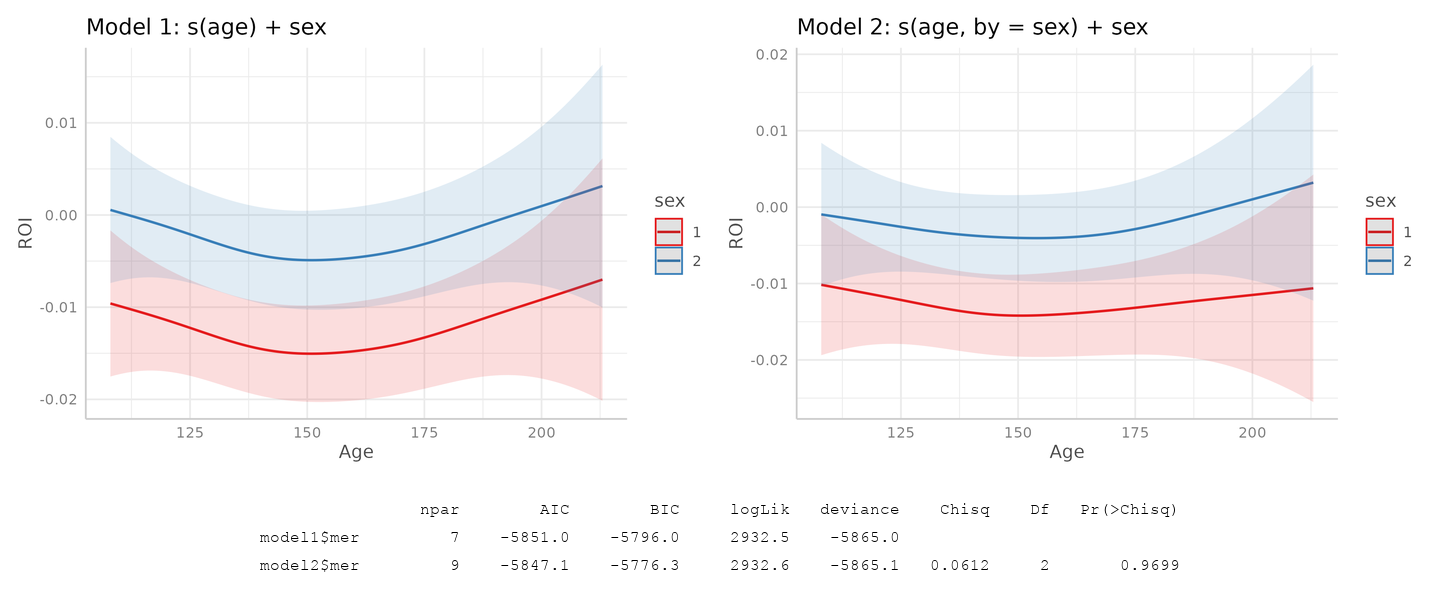 Model 1: s(age) + sex
0.01
0.00
-0.01
-0.02
ROI
125 150 175 200
Age
sex
1
2
Model 2: s(age, by = sex) + sex
0.02
0.01
0.00
-0.01
-0.02
ROI
125 150 175 200
Age
sex
1
2
npar AIC BIC logLik deviance Chisq Df Pr(>Chisq)
model1$mer 7 -5851.0 -5796.0 2932.5 -5865.0
model2$mer 9 -5847.1 -5776.3 2932.6 -5865.1 0.0612 2 0.9699